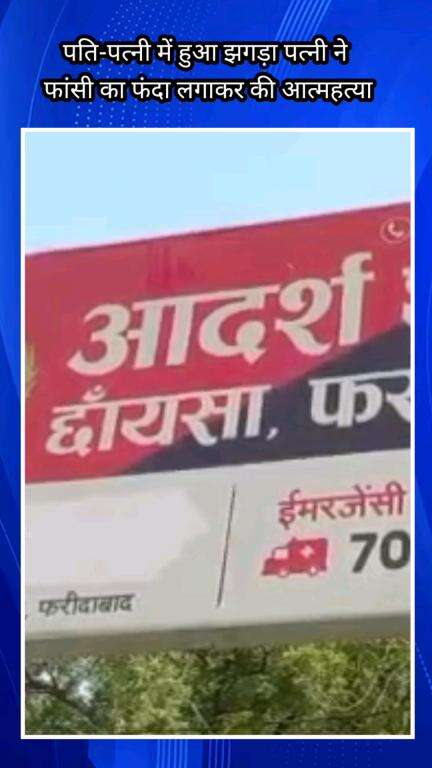 पति-पत्नी में हुआ झगड़ा पत्नी ने
फांसी का फंदा लगाकर की आत्महत्या
आदर्श
छाँयसा, फर
ईमरजेंसी
70
फरीदाबाद